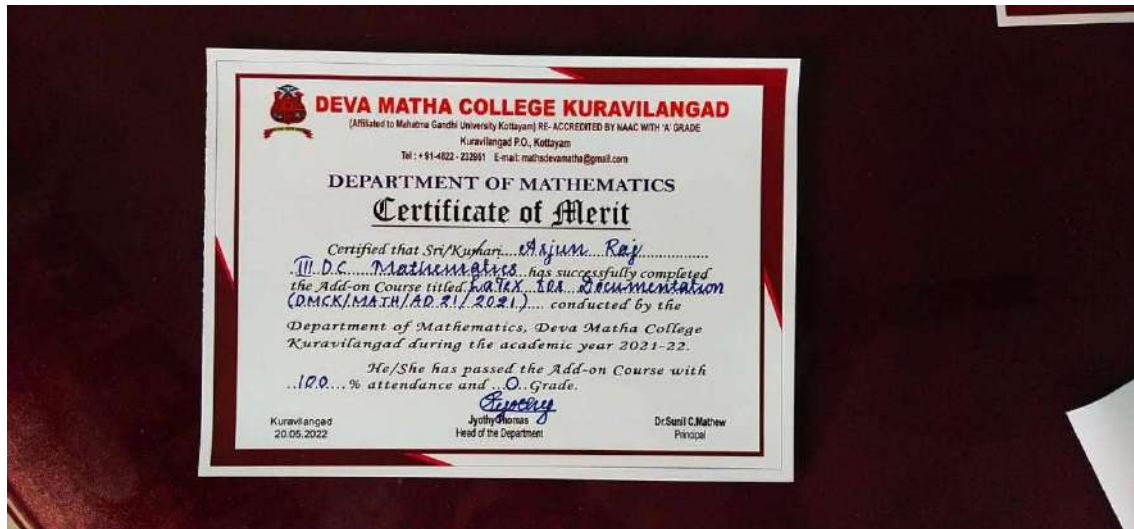 DEVA MATHA COLLEGE KURAVILANGAD
(Affiliated to Mahatma Gandhi University Kottayam) RE- ACCREDITED BY NAAC WITH 'A' GRADE
Kuravilangad P.O., Kottayam
Tel : + 91-4822 - 232951 E-mail: mathsdevamatha@gmail.com
DEPARTMENT OF MATHEMATICS
Certificate of Merit
Certified that Sri/Kumari....Arjun Raj................
..III.D.C.....Mathematics...has successfully completed
the Add-on Course titled LaTex for Documentation
(DMCK/MATH/AD 21/2021)..... conducted by the
Department of Mathematics, Deva Matha College
Kuravilangad during the academic year 2021-22.
He/She has passed the Add-on Course with
..100....% attendance and ...O..Grade.
Jyothy
Kuravilangad Jyothy Thomas Dr.Sunil C.Mathew
20.05.2022 Head of the Department Principal